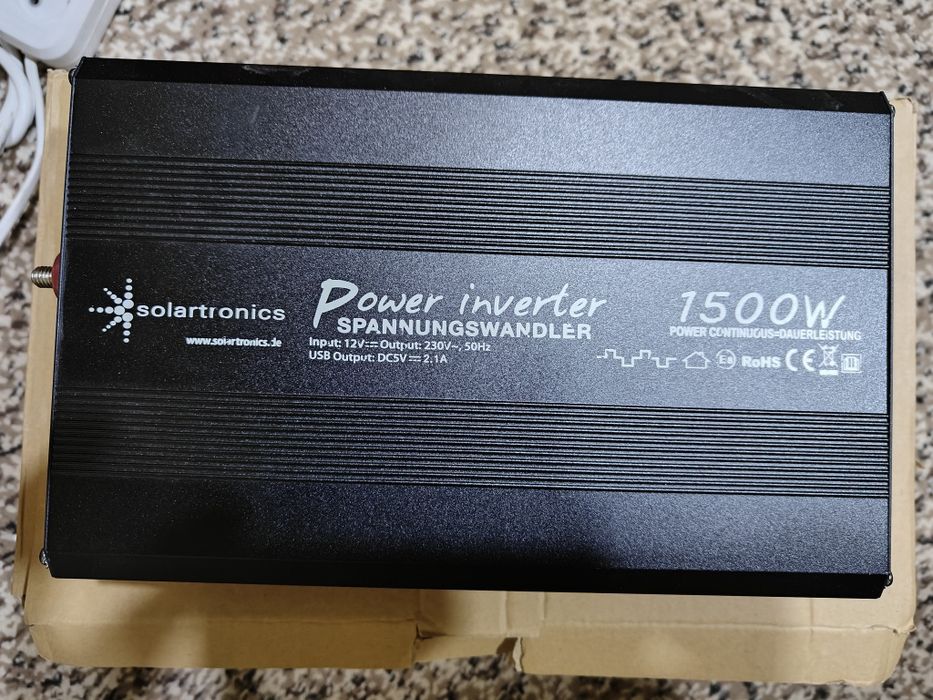 solartronics
www.solartronics.de
Power inverter
SPANNUNGSWANDLER
Input: 12V⎓ Output: 230V~, 50Hz
USB Output: DC5V⎓2.1A
1500W
POWER CONTINUOUS=DAUERLEISTUNG
E8 RoHS CE